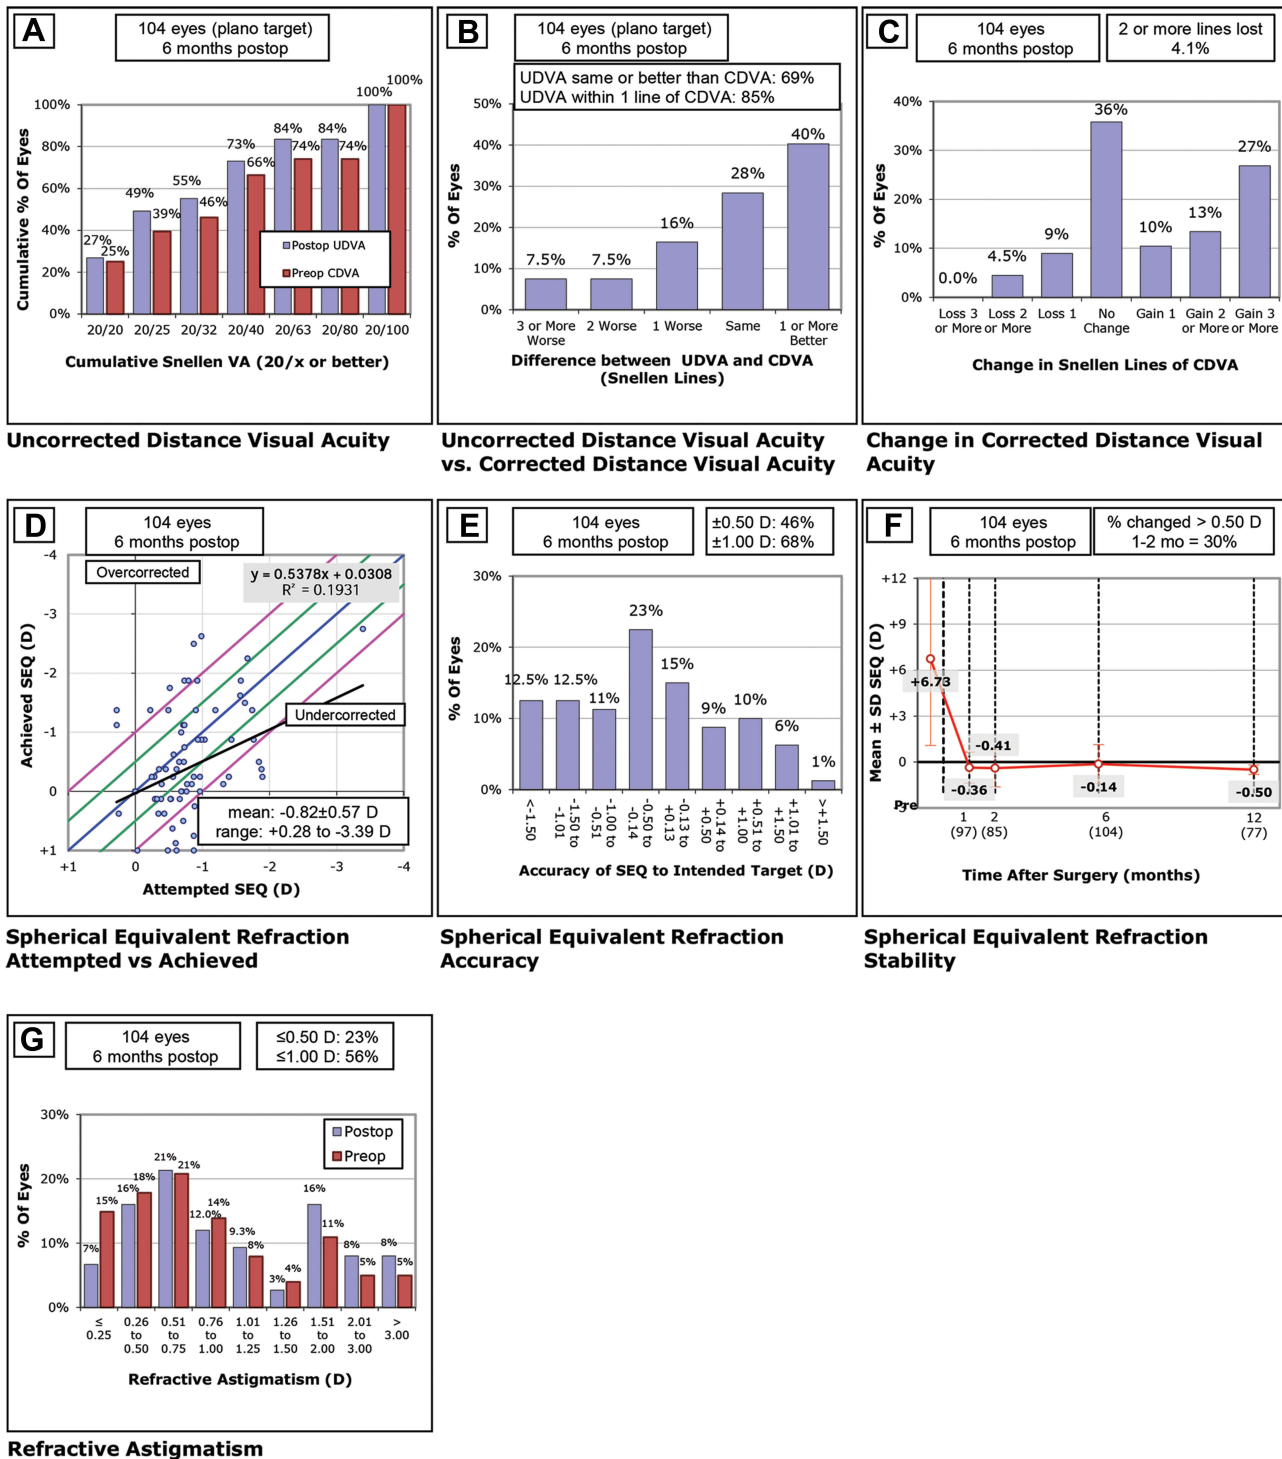 A
104 eyes (plano target)
6 months postop
Cumulative % Of Eyes
100%
80%
60%
40%
20%
0%
27%
25%
49%
39%
55%
46%
73%
66%
84%
74%
84%
74%
100%
100%
Postop UDVA
Preop CDVA
20/20 20/25 20/32 20/40 20/63 20/80 20/100
Cumulative Snellen VA (20/x or better)
Uncorrected Distance Visual Acuity
B
104 eyes (plano target)
6 months postop
UDVA same or better than CDVA: 69%
UDVA within 1 line of CDVA: 85%
% Of Eyes
50%
40%
30%
20%
10%
0%
7.5%
7.5%
16%
28%
40%
3 or More Worse
2 Worse
1 Worse
Same
1 or More Better
Difference between UDVA and CDVA
(Snellen Lines)
Uncorrected Distance Visual Acuity
vs. Corrected Distance Visual Acuity
C
104 eyes
6 months postop
2 or more lines lost
4.1%
% Of Eyes
40%
30%
20%
10%
0%
0.0%
4.5%
9%
36%
10%
13%
27%
Loss 3 or More
Loss 2 or More
Loss 1
No Change
Gain 1
Gain 2 or More
Gain 3 or More
Change in Snellen Lines of CDVA
Change in Corrected Distance Visual
Acuity
D
104 eyes
6 months postop
Overcorrected
y = 0.5378x + 0.0308
R² = 0.1931
Undercorrected
mean: -0.82±0.57 D
range: +0.28 to -3.39 D
Achieved SEQ (D)
-4
-3
-2
-1
0
+1
+1 0 -1 -2 -3 -4
Attempted SEQ (D)
Spherical Equivalent Refraction
Attempted vs Achieved
E
104 eyes
6 months postop
±0.50 D: 46%
±1.00 D: 68%
% Of Eyes
30%
20%
10%
0%
12.5%
12.5%
11%
23%
15%
9%
10%
6%
1%
<-1.50
-1.50 to -1.01
-1.00 to -0.51
-0.50 to -0.14
-0.13 to +0.13
+0.14 to +0.50
+0.51 to +1.00
+1.01 to +1.50
>+1.50
Accuracy of SEQ to Intended Target (D)
Spherical Equivalent Refraction
Accuracy
F
104 eyes
6 months postop
% changed > 0.50 D
1-2 mo = 30%
Mean ± SD SEQ (D)
+12
+9
+6
+3
0
-3
Pre
+6.73
-0.36
-0.41
-0.14
-0.50
1 2 6 12
(97) (85) (104) (77)
Time After Surgery (months)
Spherical Equivalent Refraction
Stability
G
104 eyes
6 months postop
≤0.50 D: 23%
≤1.00 D: 56%
% Of Eyes
30%
20%
10%
0%
Postop
Preop
7%
15%
16%
18%
21%
21%
12.0%
14%
9.3%
8%
3%
4%
16%
11%
8%
5%
8%
5%
≤ 0.25
0.26 to 0.50
0.51 to 0.75
0.76 to 1.00
1.01 to 1.25
1.26 to 1.50
1.51 to 2.00
2.01 to 3.00
> 3.00
Refractive Astigmatism (D)
Refractive Astigmatism